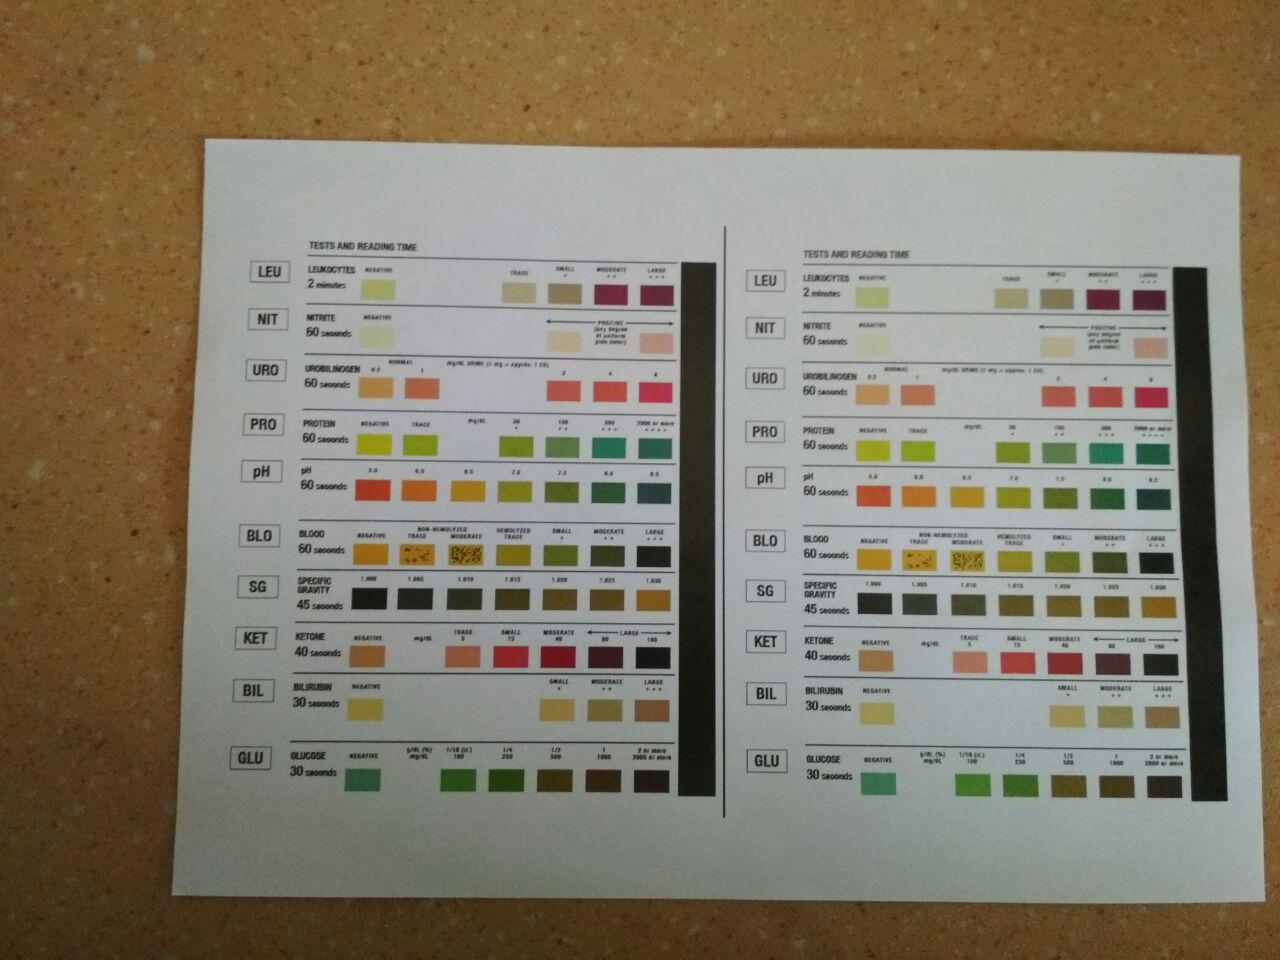 TESTS AND READING TIME
LEU
LEUKOCYTES
2 minutes
NEGATIVE
TRACE
SMALL
+
MODERATE
++
LARGE
+++
NIT
NITRITE
60 seconds
NEGATIVE
POSITIVE
(any degree
of uniform
pink color)
URO
UROBILINOGEN
60 seconds
NORMAL
0.2 1
mg/dL URINE (1 mg = approx. 1 EU)
2 4 8
PRO
PROTEIN
60 seconds
NEGATIVE
TRACE
mg/dL
30
+
100
++
300
+++
2000 or more
++++
pH
pH
60 seconds
5.0 6.0 6.5 7.0 7.5 8.0 8.5
BLO
BLOOD
60 seconds
NEGATIVE
NON-HEMOLYZED
TRACE MODERATE
HEMOLYZED
TRACE
SMALL
+
MODERATE
++
LARGE
+++
SG
SPECIFIC
GRAVITY
45 seconds
1.000 1.005 1.010 1.015 1.020 1.025 1.030
KET
KETONE
40 seconds
NEGATIVE
mg/dL
TRACE
5
SMALL
15
MODERATE
40
LARGE
80 160
BIL
BILIRUBIN
30 seconds
NEGATIVE
SMALL
+
MODERATE
++
LARGE
+++
GLU
GLUCOSE
30 seconds
NEGATIVE
g/dL (%)
mg/dL
1/10 (tr.)
100
1/4
250
1/2
500
1
1000
2 or more
2000 or more
TESTS AND READING TIME
LEU
LEUKOCYTES
2 minutes
NEGATIVE
TRACE
SMALL
+
MODERATE
++
LARGE
+++
NIT
NITRITE
60 seconds
NEGATIVE
POSITIVE
(any degree
of uniform
pink color)
URO
UROBILINOGEN
60 seconds
NORMAL
0.2 1
mg/dL URINE (1 mg = approx. 1 EU)
2 4 8
PRO
PROTEIN
60 seconds
NEGATIVE
TRACE
mg/dL
30
+
100
++
300
+++
2000 or more
++++
pH
pH
60 seconds
5.0 6.0 6.5 7.0 7.5 8.0 8.5
BLO
BLOOD
60 seconds
NEGATIVE
NON-HEMOLYZED
TRACE MODERATE
HEMOLYZED
TRACE
SMALL
+
MODERATE
++
LARGE
+++
SG
SPECIFIC
GRAVITY
45 seconds
1.000 1.005 1.010 1.015 1.020 1.025 1.030
KET
KETONE
40 seconds
NEGATIVE
mg/dL
TRACE
5
SMALL
15
MODERATE
40
LARGE
80 160
BIL
BILIRUBIN
30 seconds
NEGATIVE
SMALL
+
MODERATE
++
LARGE
+++
GLU
GLUCOSE
30 seconds
NEGATIVE
g/dL (%)
mg/dL
1/10 (tr.)
100
1/4
250
1/2
500
1
1000
2 or more
2000 or more